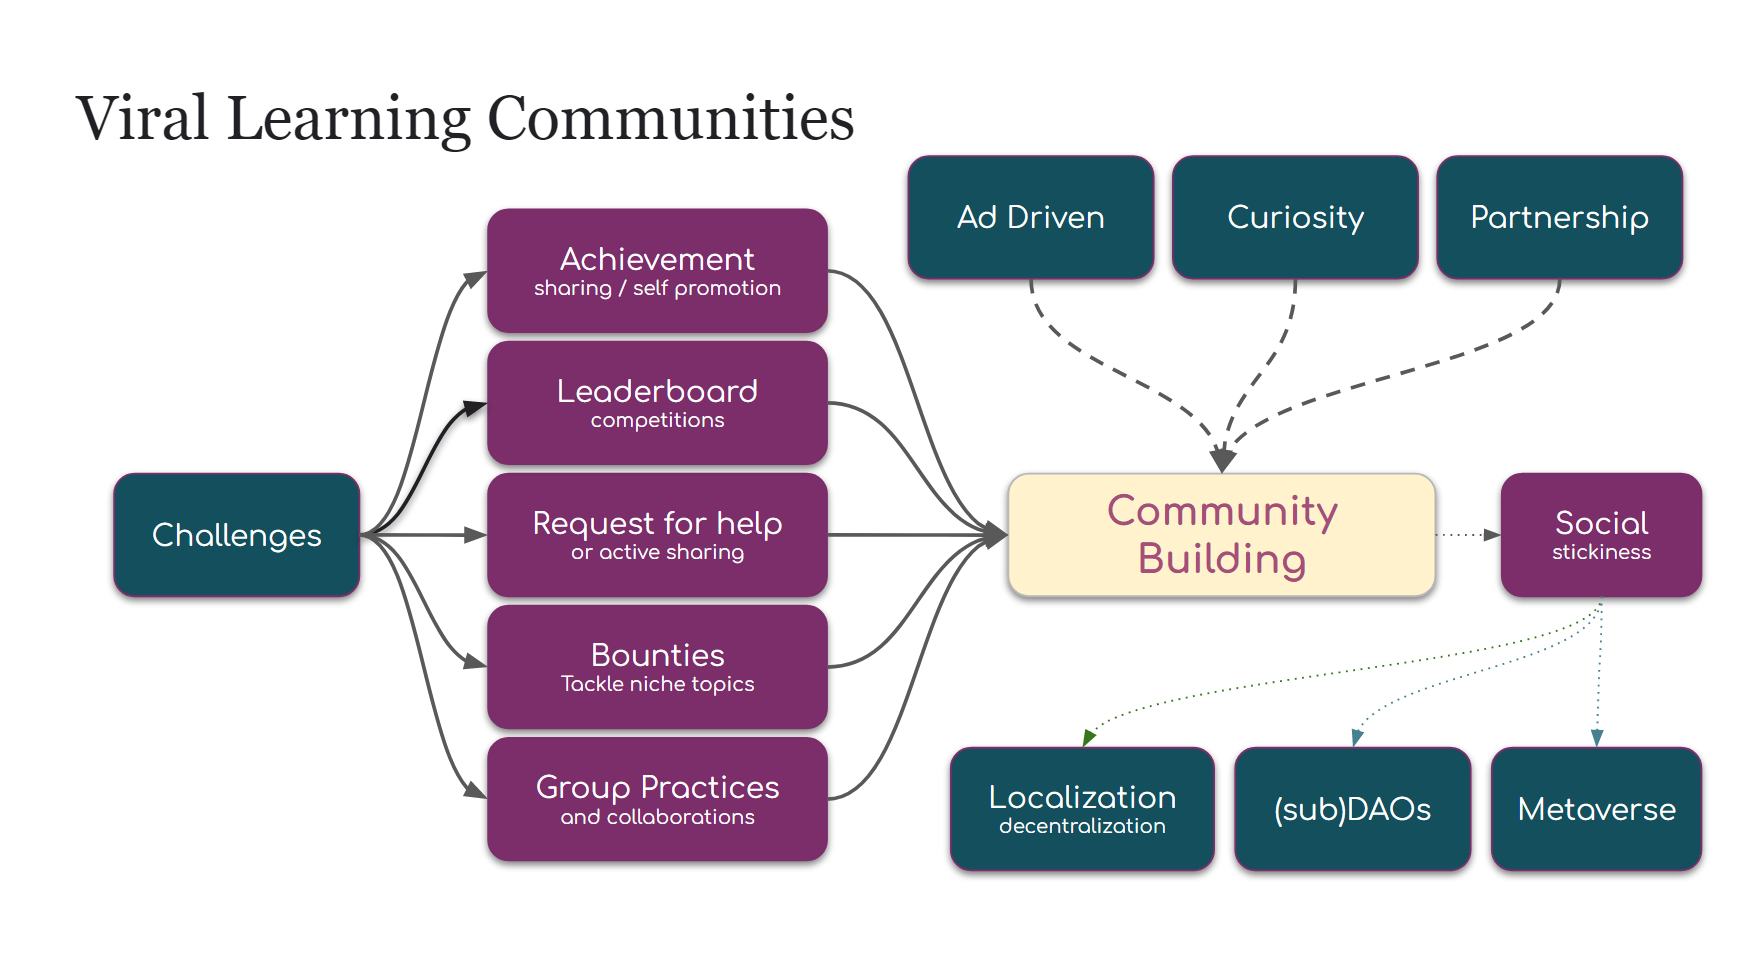 Viral Learning Communities
Ad Driven
Curiosity
Partnership
Achievement
sharing / self promotion
Leaderboard
competitions
Challenges
Request for help
or active sharing
Bounties
Tackle niche topics
Group Practices
and collaborations
Community
Building
Social
stickiness
Localization
decentralization
(sub)DAOs
Metaverse